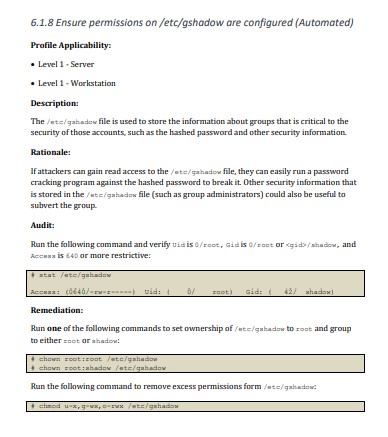 6.1.8 Ensure permissions on /etc/gshadow are configured (Automated)
Profile Applicability:
• Level 1 - Server
• Level 1 - Workstation
Description:
The /etc/gshadow file is used to store the information about groups that is critical to the
security of those accounts, such as the hashed password and other security information.
Rationale:
If attackers can gain read access to the /etc/gshadow file, they can easily run a password
cracking program against the hashed password to break it. Other security information that
is stored in the /etc/gshadow file (such as group administrators) could also be useful to
subvert the group.
Audit:
Run the following command and verify Uid is 0/root, Gid is 0/root or <gid>/shadow, and
Access is 640 or more restrictive:
# stat /etc/gshadow
Access: (0640/-rw-r-----) Uid: ( 0/ root) Gid: ( 42/ shadow)
Remediation:
Run one of the following commands to set ownership of /etc/gshadow to root and group
to either root or shadow:
# chown root:root /etc/gshadow
# chown root:shadow /etc/gshadow
Run the following command to remove excess permissions form /etc/gshadow:
# chmod u-x,g-wx,o-rwx /etc/gshadow